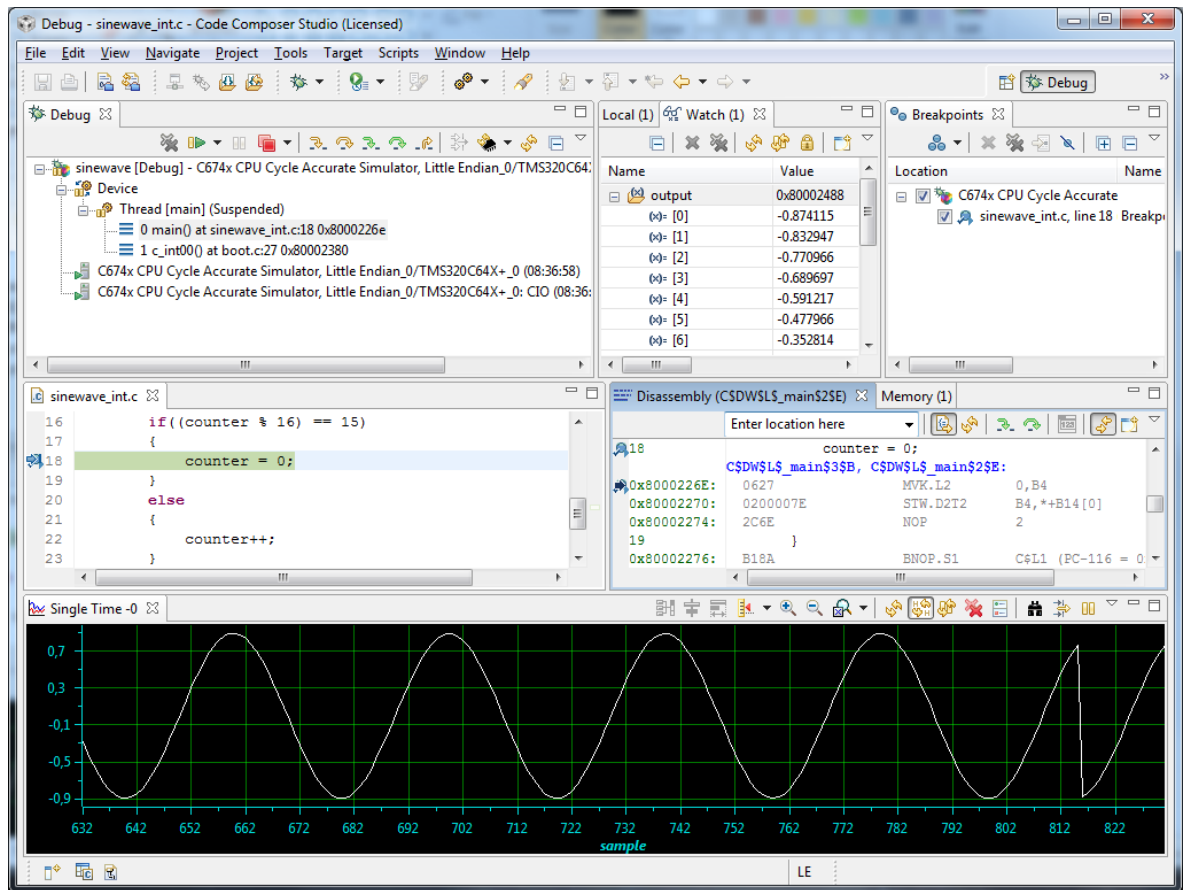 Debug - sinewave_int.c - Code Composer Studio (Licensed)
File Edit View Navigate Project Tools Target Scripts Window Help
Debug
Debug
sinewave [Debug] - C674x CPU Cycle Accurate Simulator, Little Endian_0/TMS320C64
Device
Thread [main] (Suspended)
0 main() at sinewave_int.c:18 0x8000226e
1 c_int00() at boot.c:27 0x80002380
C674x CPU Cycle Accurate Simulator, Little Endian_0/TMS320C64X+_0 (08:36:58)
C674x CPU Cycle Accurate Simulator, Little Endian_0/TMS320C64X+_0: CIO (08:36:
Local (1) Watch (1)
Name Value
output 0x80002488
(x)= [0] -0.874115
(x)= [1] -0.832947
(x)= [2] -0.770966
(x)= [3] -0.689697
(x)= [4] -0.591217
(x)= [5] -0.477966
(x)= [6] -0.352814
Breakpoints
Location Name
C674x CPU Cycle Accurate
sinewave_int.c, line 18 Breakp
sinewave_int.c
16 if((counter % 16) == 15)
17 {
18 counter = 0;
19 }
20 else
21 {
22 counter++;
23 }
Disassembly (C$DW$L$_main$2$E) Memory (1)
Enter location here
18 counter = 0;
C$DW$L$_main$3$B, C$DW$L$_main$2$E:
0x8000226E: 0627 MVK.L2 0,B4
0x80002270: 0200007E STW.D2T2 B4,*+B14[0]
0x80002274: 2C6E NOP 2
19 }
0x80002276: B18A BNOP.S1 C$L1 (PC-116 = 0
Single Time -0
0,7
0,3
-0,1
-0,5
-0,9
632 642 652 662 672 682 692 702 712 722 732 742 752 762 772 782 792 802 812 822
sample
LE